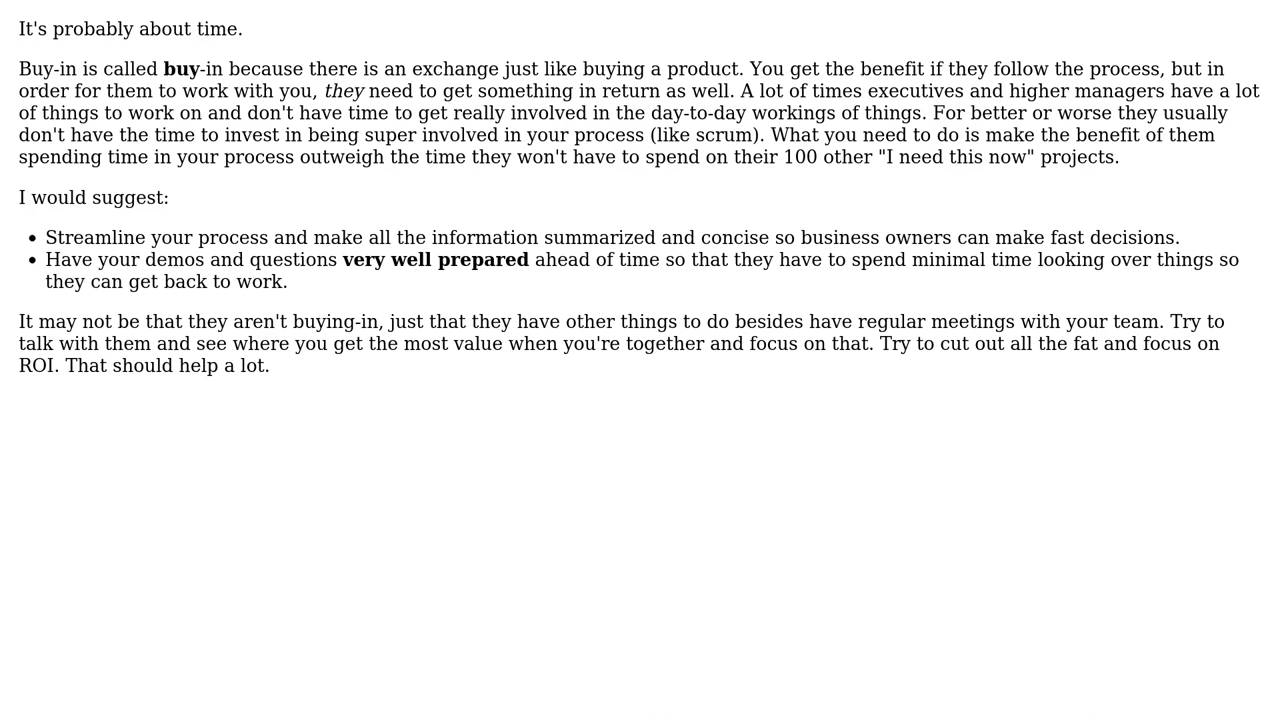 It's probably about time.
Buy-in is called buy-in because there is an exchange just like buying a product. You get the benefit if they follow the process, but in
order for them to work with you, they need to get something in return as well. A lot of times executives and higher managers have a lot
of things to work on and don't have time to get really involved in the day-to-day workings of things. For better or worse they usually
don't have the time to invest in being super involved in your process (like scrum). What you need to do is make the benefit of them
spending time in your process outweigh the time they won't have to spend on their 100 other "I need this now" projects.
I would suggest:
• Streamline your process and make all the information summarized and concise so business owners can make fast decisions.
• Have your demos and questions very well prepared ahead of time so that they have to spend minimal time looking over things so
they can get back to work.
It may not be that they aren't buying-in, just that they have other things to do besides have regular meetings with your team. Try to
talk with them and see where you get the most value when you're together and focus on that. Try to cut out all the fat and focus on
ROI. That should help a lot.